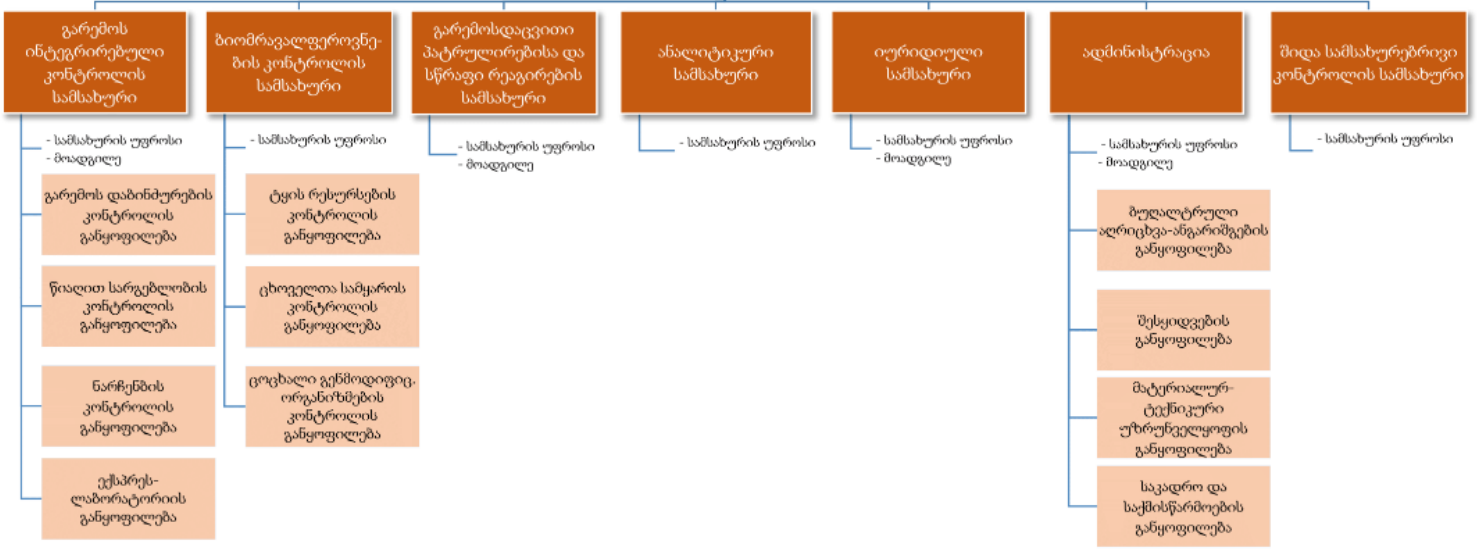 გარემოს
ინტეგრირებული
კონტროლის
სამსახური
- სამსახურის უფროსი
- მოადგილე
გარემოს დაბინძურების
კონტროლის
განყოფილება
წიაღით სარგებლობის
კონტროლის
განყოფილება
ნარჩენბის
კონტროლის
განყოფილება
ექსპრეს-
ლაბორატორიის
განყოფილება
ბიომრავალფეროვნე-
ბის კონტროლის
სამსახური
- სამსახურის უფროსი
ტყის რესურსების
კონტროლის
განყოფილება
ცხოველთა სამყაროს
კონტროლის
განყოფილება
ცოცხალი გენმოდიფიც.
ორგანიზმების
კონტროლის
განყოფილება
გარემოსდაცვითი
პატრულირებისა და
სწრაფი რეაგირების
სამსახური
- სამსახურის უფროსი
- მოადგილე
ანალიტიკური
სამსახური
- სამსახურის უფროსი
იურიდიული
სამსახური
- სამსახურის უფროსი
- მოადგილე
ადმინისტრაცია
- სამსახურის უფროსი
- მოადგილე
ბუღალტრული
აღრიცხვა-ანგარიშგების
განყოფილება
შესყიდვების
განყოფილება
მატერიალურ-
ტექნიკური
უზრუნველყოფის
განყოფილება
საკადრო და
საქმისწარმოების
განყოფილება
შიდა სამსახურებრივი
კონტროლის სამსახური
- სამსახურის უფროსი